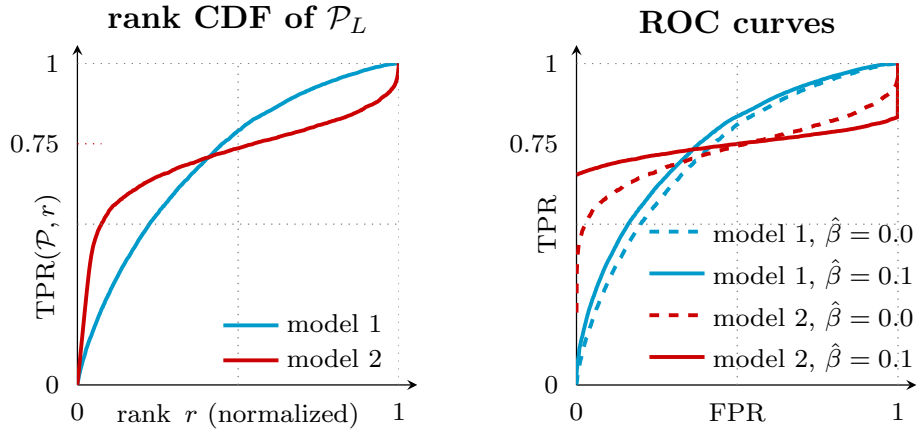 rank CDF of 𝒫_L
1
0.75
0
TPR(𝒫, r)
model 1
model 2
0
rank r (normalized)
1
ROC curves
1
0.75
0
TPR
model 1, β̂ = 0.0
model 1, β̂ = 0.1
model 2, β̂ = 0.0
model 2, β̂ = 0.1
0
FPR
1